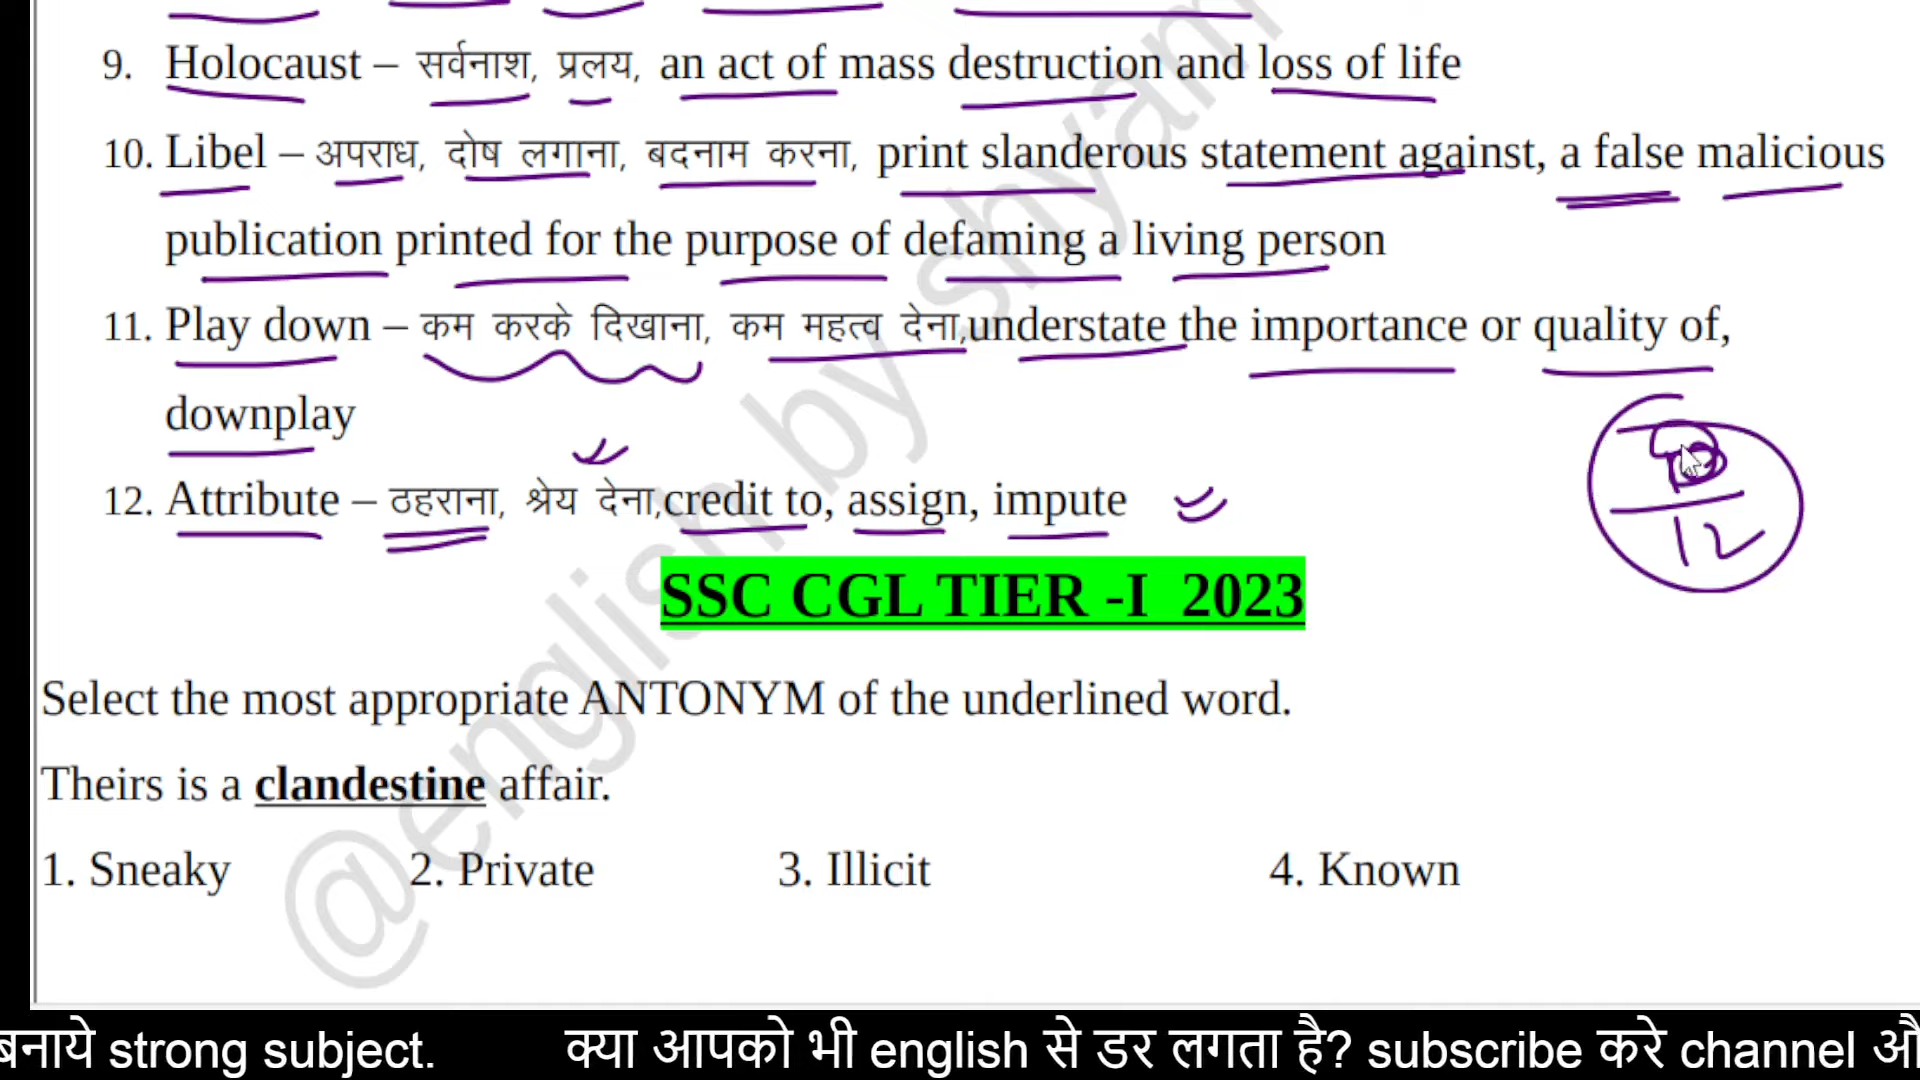 9. Holocaust – सर्वनाश, प्रलय, an act of mass destruction and loss of life
10. Libel – अपराध, दोष लगाना, बदनाम करना, print slanderous statement against, a false malicious
publication printed for the purpose of defaming a living person
11. Play down – कम करके दिखाना, कम महत्व देना,understate the importance or quality of,
downplay
12. Attribute – ठहराना, श्रेय देना,credit to, assign, impute
12
SSC CGL TIER -I 2023
Select the most appropriate ANTONYM of the underlined word.
Theirs is a clandestine affair.
1. Sneaky 2. Private 3. Illicit 4. Known
@english by shyam
बनाये strong subject. क्या आपको भी english से डर लगता है? subscribe करे channel औ